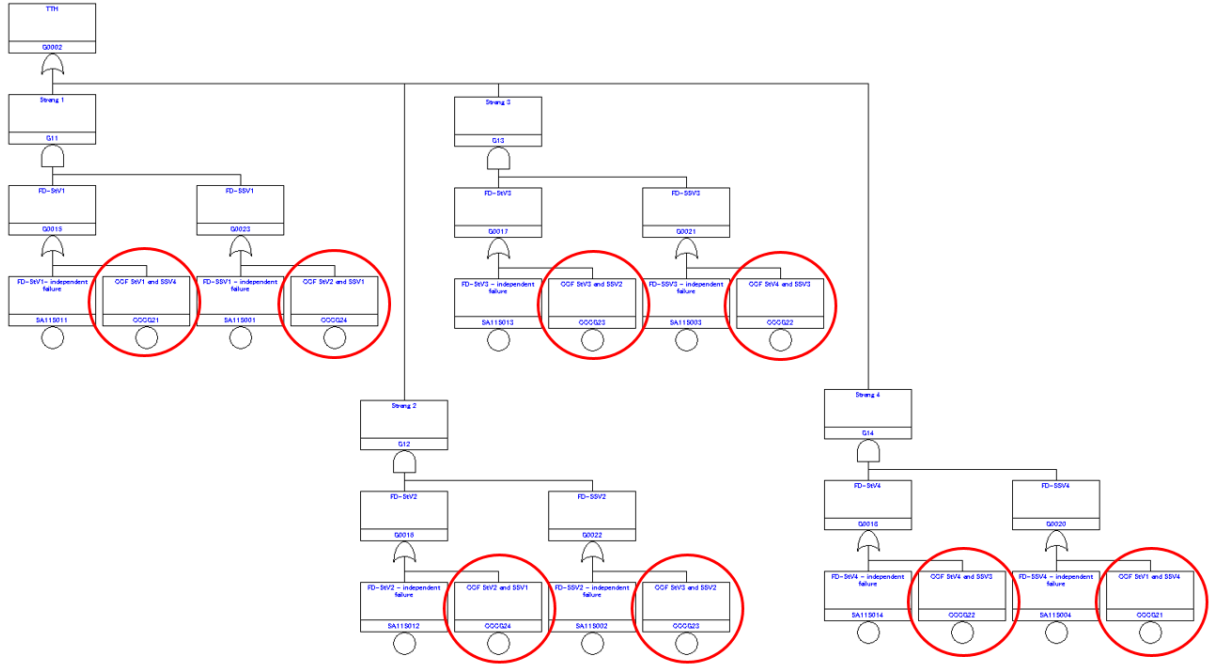 TTH
G0002
Strang 1
G11
Strang 3
G13
FD-StV1
G0015
FD-SSV1
G0023
FD-StV3
G0017
FD-SSV3
G0021
FD-StV1- independent
failure
SA11S011
CCF StV1 and SSV4
CCCG21
FD-SSV1 - independent
failure
SA11S001
CCF StV2 and SSV1
CCCG24
FD-StV3 - independent
failure
SA11S013
CCF StV3 and SSV2
CCCG23
FD-SSV3 - independent
failure
SA11S003
CCF StV4 and SSV3
CCCG22
Strang 2
G12
Strang 4
G14
FD-StV2
G0018
FD-SSV2
G0022
FD-StV4
G0016
FD-SSV4
G0020
FD-StV2 - independent
failure
SA11S012
CCF StV2 and SSV1
CCCG24
FD-SSV2 - independent
failure
SA11S002
CCF StV3 and SSV2
CCCG23
FD-StV4 - independent
failure
SA11S014
CCF StV4 and SSV3
CCCG22
FD-SSV4 - independent
failure
SA11S004
CCF StV1 and SSV4
CCCG21